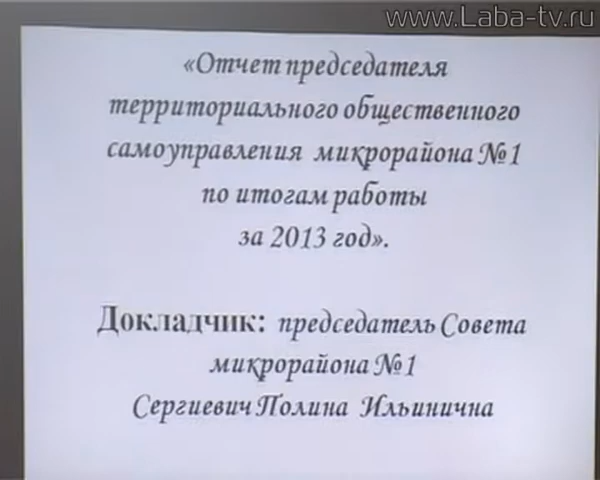 www.Laba-tv.ru
«Отчет председателя
территориального общественного
самоуправления микрорайона №1
по итогам работы
за 2013 год».
Докладчик: председатель Совета
микрорайона №1
Сергиевич Полина Ильинична